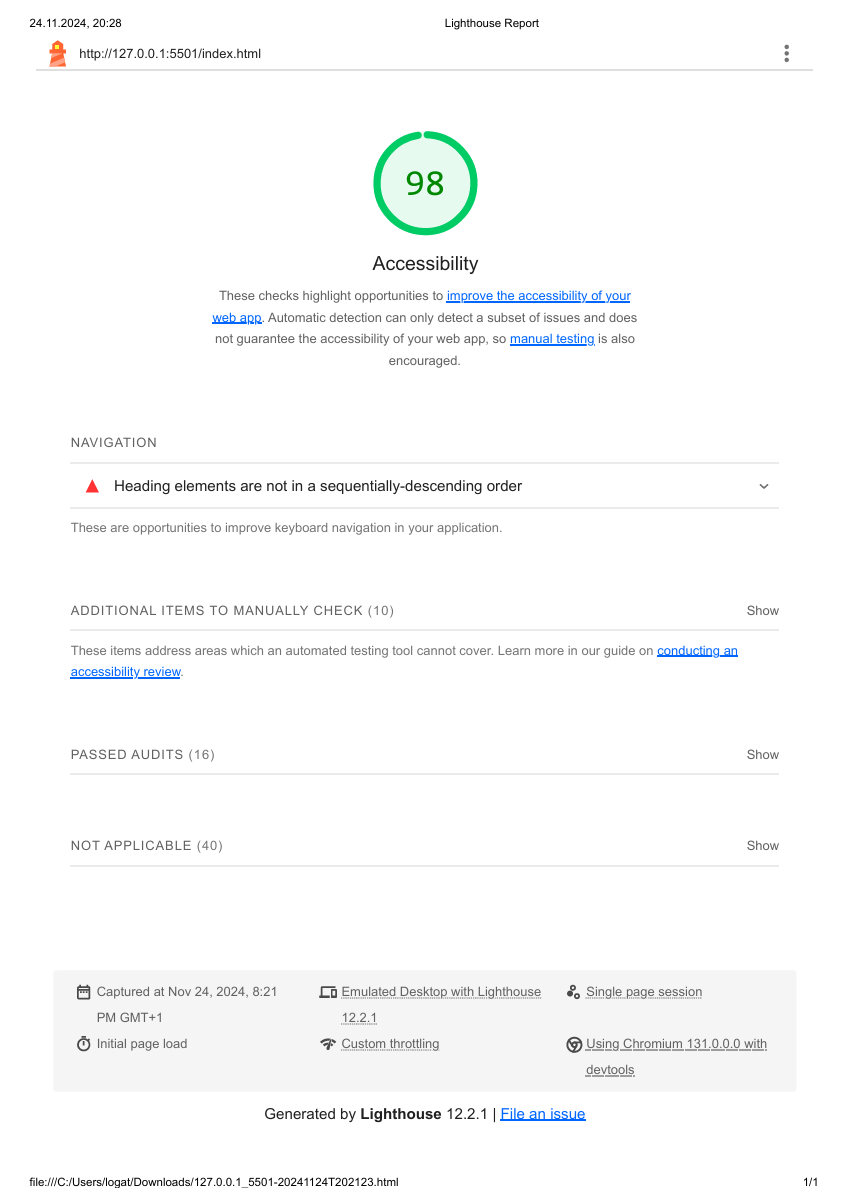 24.11.2024, 20:28 Lighthouse Report
http://127.0.0.1:5501/index.html
98
Accessibility
These checks highlight opportunities to improve the accessibility of your
web app. Automatic detection can only detect a subset of issues and does
not guarantee the accessibility of your web app, so manual testing is also
encouraged.
NAVIGATION
Heading elements are not in a sequentially-descending order
These are opportunities to improve keyboard navigation in your application.
ADDITIONAL ITEMS TO MANUALLY CHECK (10) Show
These items address areas which an automated testing tool cannot cover. Learn more in our guide on conducting an
accessibility review.
PASSED AUDITS (16) Show
NOT APPLICABLE (40) Show
Captured at Nov 24, 2024, 8:21
PM GMT+1
Emulated Desktop with Lighthouse
12.2.1
Single page session
Initial page load
Custom throttling
Using Chromium 131.0.0.0 with
devtools
Generated by Lighthouse 12.2.1 | File an issue
file:///C:/Users/logat/Downloads/127.0.0.1_5501-20241124T202123.html 1/1